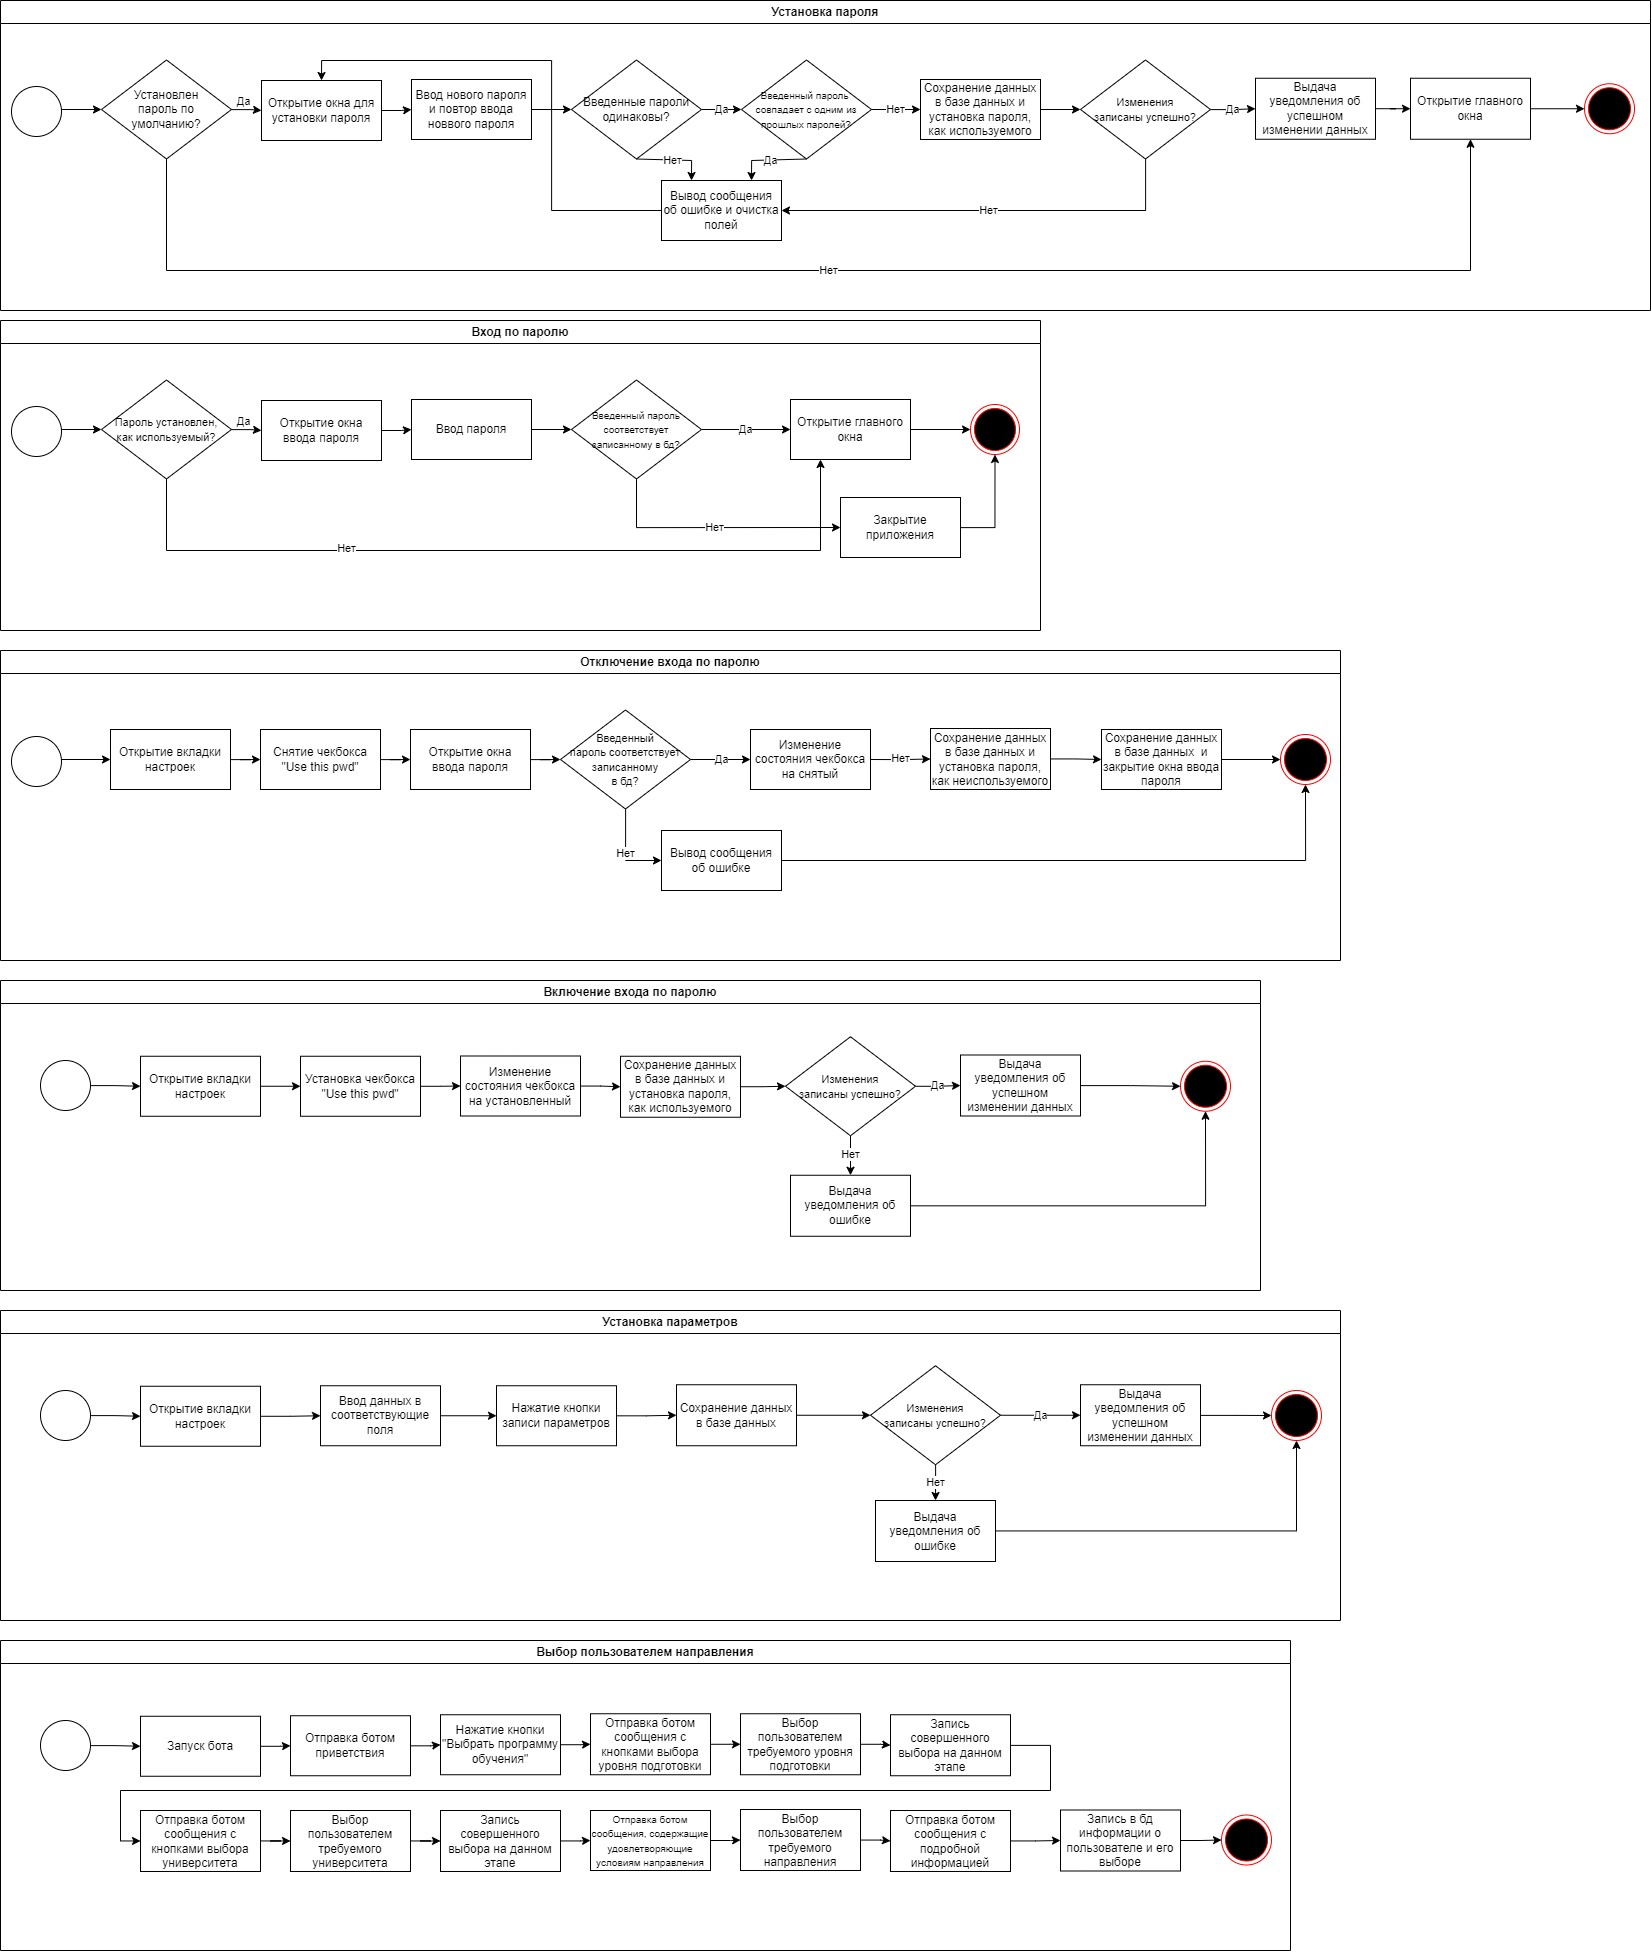 Установка пароля
Установлен
пароль по
умолчанию?
Да
Открытие окна для
установки пароля
Ввод нового пароля
и повтор ввода
новвого пароля
Введенные пароли
одинаковы?
Да
Введенный пароль
совпадает с одним из
прошлых паролей?
Нет
Сохранение данных
в базе данных и
установка пароля,
как используемого
Изменения
записаны успешно?
Да
Выдача
уведомления об
успешном
изменении данных
Открытие главного
окна
Нет
Да
Вывод сообщения
об ошибке и очистка
полей
Нет
Нет
Вход по паролю
Пароль установлен,
как используемый?
Да
Открытие окна
ввода пароля
Ввод пароля
Введенный пароль
соответствует
записанному в бд?
Да
Открытие главного
окна
Нет
Закрытие
приложения
Нет
Отключение входа по паролю
Открытие вкладки
настроек
Снятие чекбокса
"Use this pwd"
Открытие окна
ввода пароля
Введенный
пароль соответствует
записанному
в бд?
Да
Изменение
состояния чекбокса
на снятый
Нет
Сохранение данных
в базе данных и
установка пароля,
как неиспользуемого
Сохранение данных
в базе данных и
закрытие окна ввода
пароля
Нет
Вывод сообщения
об ошибке
Включение входа по паролю
Открытие вкладки
настроек
Установка чекбокса
"Use this pwd"
Изменение
состояния чекбокса
на установленный
Сохранение данных
в базе данных и
установка пароля,
как используемого
Изменения
записаны успешно?
Да
Выдача
уведомления об
успешном
изменении данных
Нет
Выдача
уведомления об
ошибке
Установка параметров
Открытие вкладки
настроек
Ввод данных в
соответствующие
поля
Нажатие кнопки
записи параметров
Сохранение данных
в базе данных
Изменения
записаны успешно?
Да
Выдача
уведомления об
успешном
изменении данных
Нет
Выдача
уведомления об
ошибке
Выбор пользователем направления
Запуск бота
Отправка ботом
приветствия
Нажатие кнопки
"Выбрать программу
обучения"
Отправка ботом
сообщения с
кнопками выбора
уровня подготовки
Выбор
пользователем
требуемого уровня
подготовки
Запись
совершенного
выбора на данном
этапе
Отправка ботом
сообщения с
кнопками выбора
университета
Выбор
пользователем
требуемого
университета
Запись
совершенного
выбора на данном
этапе
Отправка ботом
сообщения, содержащие
удовлетворяющие
условиям направления
Выбор
пользователем
требуемого
направления
Отправка ботом
сообщения с
подробной
информацией
Запись в бд
информации о
пользователе и его
выборе